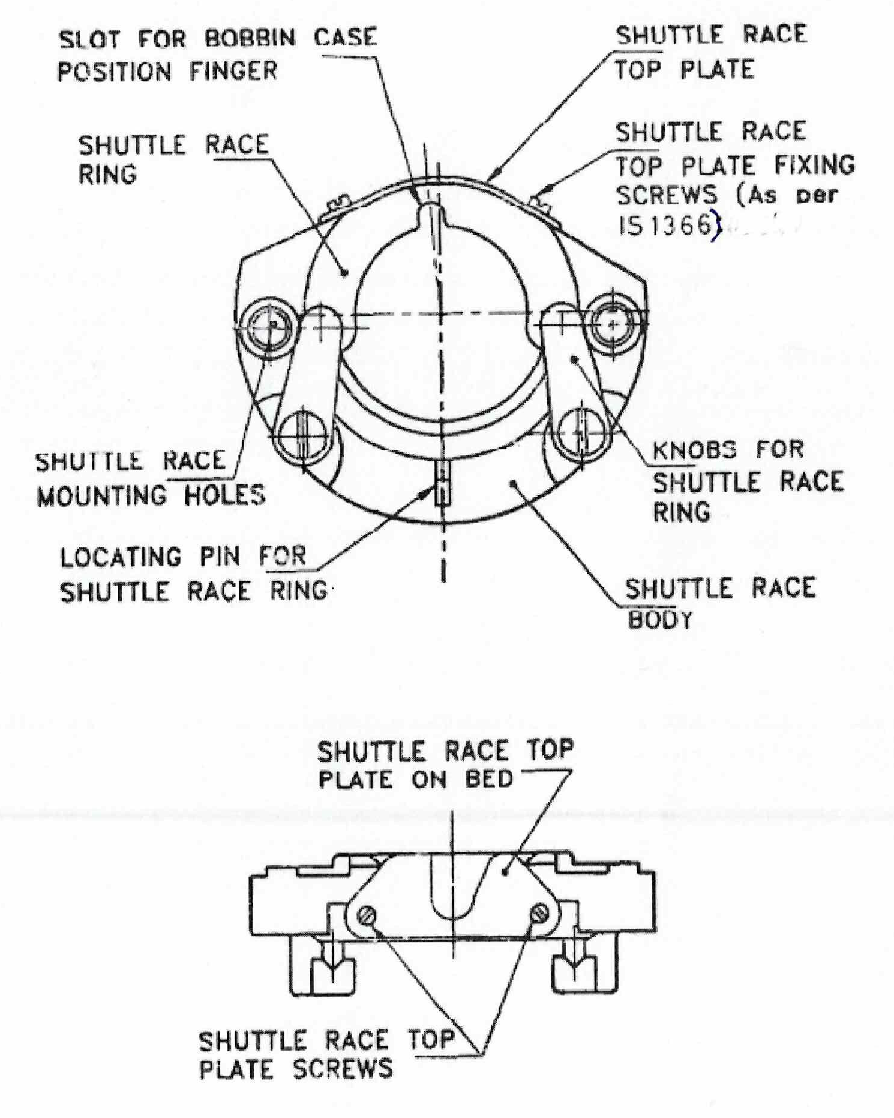 SLOT FOR BOBBIN CASE
POSITION FINGER
SHUTTLE RACE
TOP PLATE
SHUTTLE RACE
RING
SHUTTLE RACE
TOP PLATE FIXING
SCREWS (As per
IS 1366)
SHUTTLE RACE
MOUNTING HOLES
KNOBS FOR
SHUTTLE RACE
RING
LOCATING PIN FOR
SHUTTLE RACE RING
SHUTTLE RACE
BODY
SHUTTLE RACE TOP
PLATE ON BED
SHUTTLE RACE TOP
PLATE SCREWS